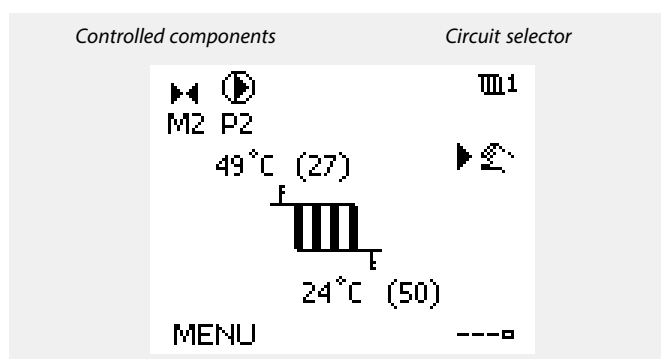 Controlled components Circuit selector
1
M2 P2
49°C (27)
24°C (50)
MENU ---